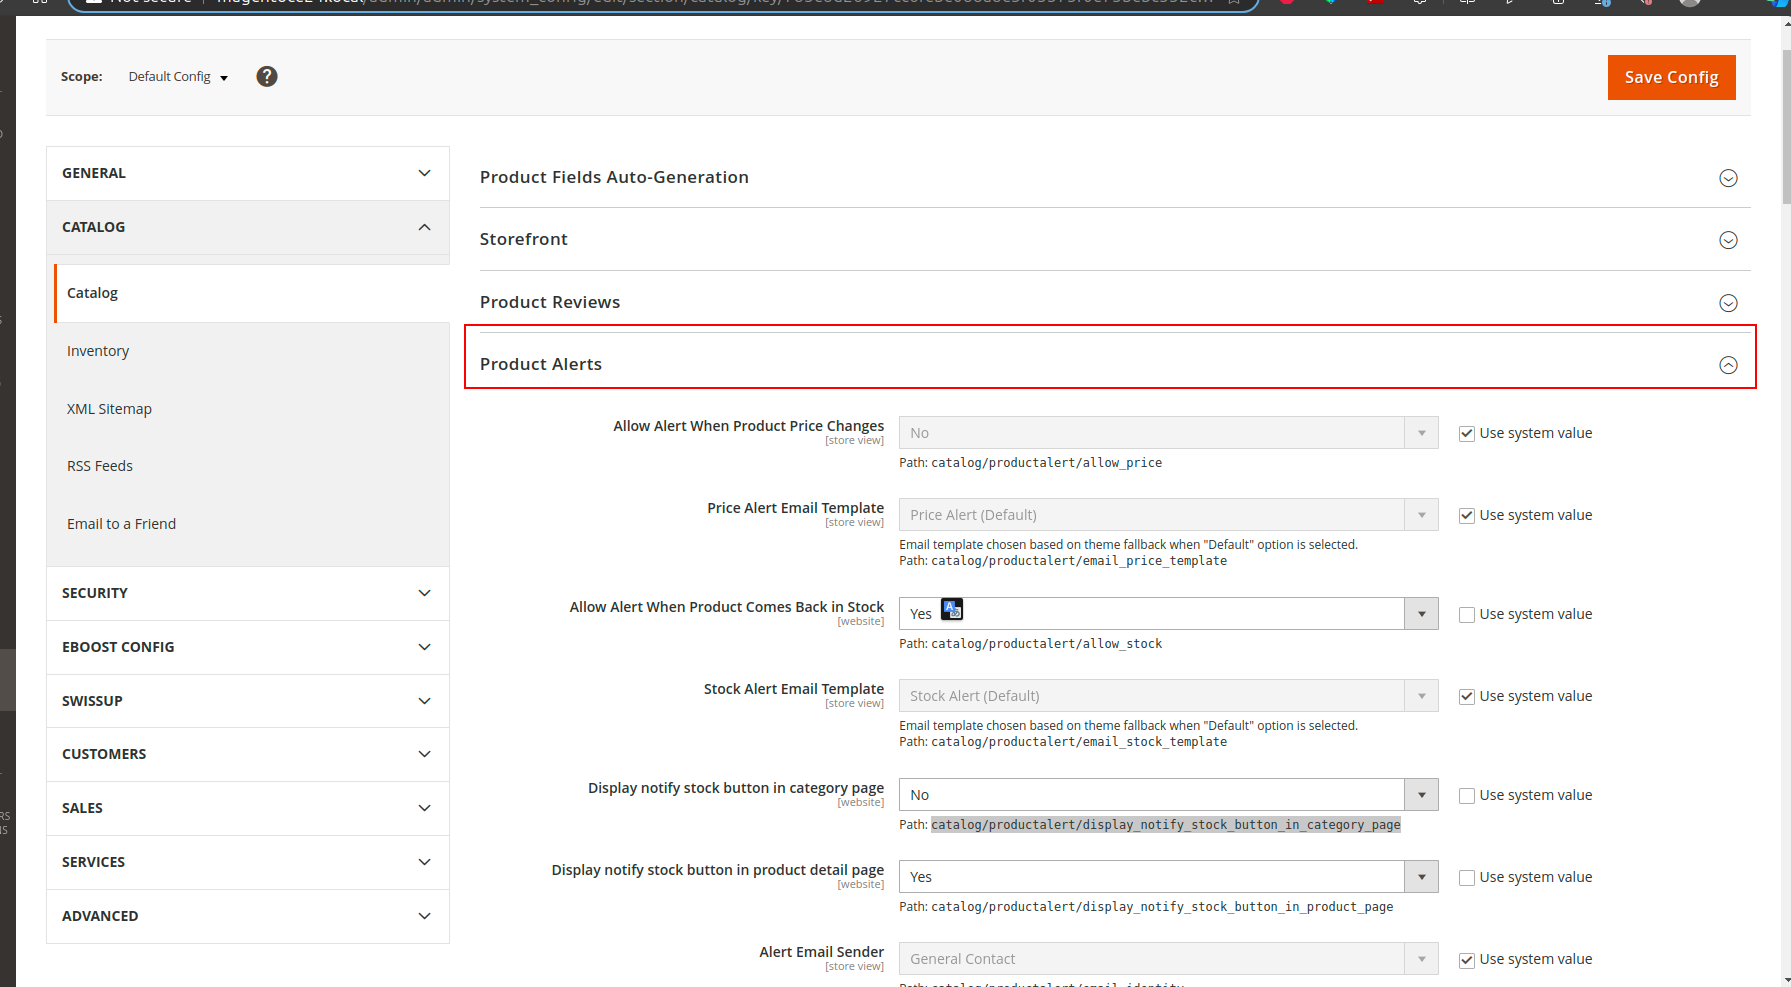 Scope: Default Config ?
Save Config
GENERAL
CATALOG
Catalog
Inventory
XML Sitemap
RSS Feeds
Email to a Friend
SECURITY
EBOOST CONFIG
SWISSUP
CUSTOMERS
SALES
SERVICES
ADVANCED
Product Fields Auto-Generation
Storefront
Product Reviews
Product Alerts
Allow Alert When Product Price Changes
[store view]
No
Use system value
Path: catalog/productalert/allow_price
Price Alert Email Template
[store view]
Price Alert (Default)
Use system value
Email template chosen based on theme fallback when "Default" option is selected.
Path: catalog/productalert/email_price_template
Allow Alert When Product Comes Back in Stock
[website]
Yes
Use system value
Path: catalog/productalert/allow_stock
Stock Alert Email Template
[store view]
Stock Alert (Default)
Use system value
Email template chosen based on theme fallback when "Default" option is selected.
Path: catalog/productalert/email_stock_template
Display notify stock button in category page
[website]
No
Use system value
Path: catalog/productalert/display_notify_stock_button_in_category_page
Display notify stock button in product detail page
[website]
Yes
Use system value
Path: catalog/productalert/display_notify_stock_button_in_product_page
Alert Email Sender
[store view]
General Contact
Use system value